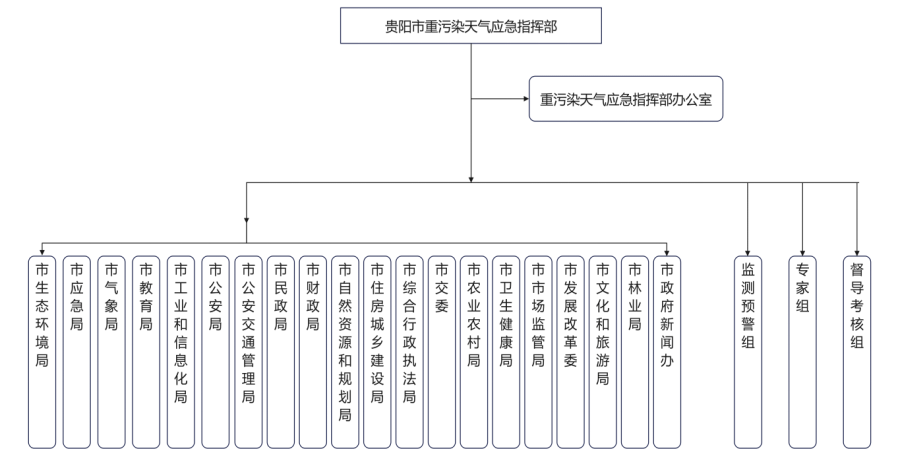 贵阳市重污染天气应急指挥部
重污染天气应急指挥部办公室
市生态环境局
市应急局
市气象局
市教育局
市工业和信息化局
市公安局
市公安交通管理局
市民政局
市财政局
市自然资源和规划局
市住房城乡建设局
市综合行政执法局
市交委
市农业农村局
市卫生健康局
市市场监管局
市发展改革委
市文化和旅游局
市林业局
市政府新闻办
监测预警组
专家组
督导考核组